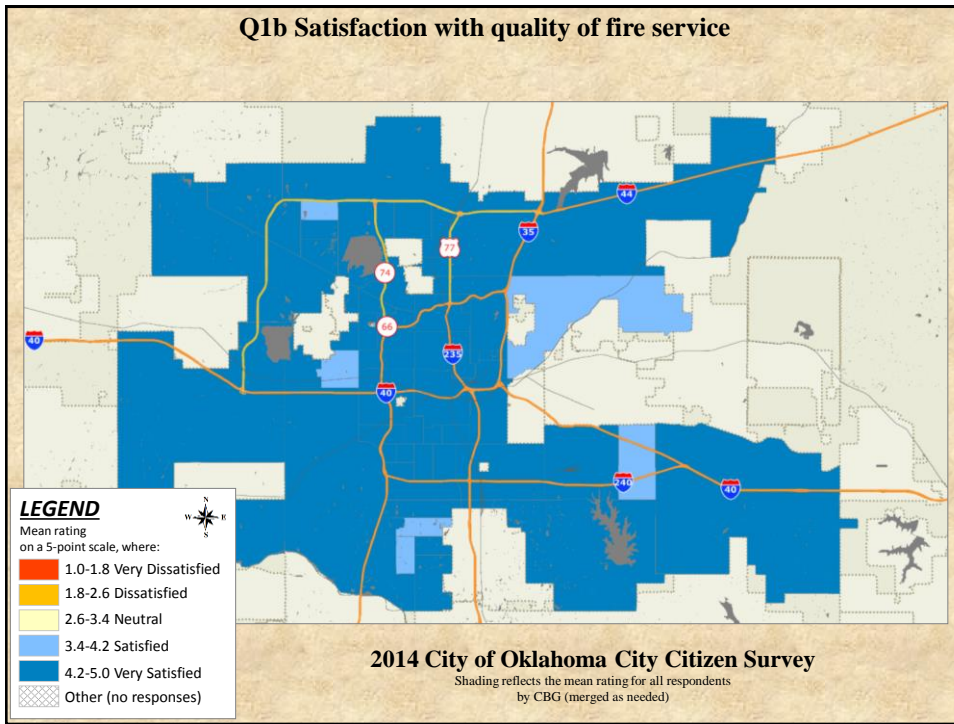 Q1b Satisfaction with quality of fire service
44
35
77
74
66
40
235
40
240
40
LEGEND
Mean rating
on a 5-point scale, where:
N
W E
S
1.0-1.8 Very Dissatisfied
1.8-2.6 Dissatisfied
2.6-3.4 Neutral
3.4-4.2 Satisfied
4.2-5.0 Very Satisfied
Other (no responses)
2014 City of Oklahoma City Citizen Survey
Shading reflects the mean rating for all respondents
by CBG (merged as needed)